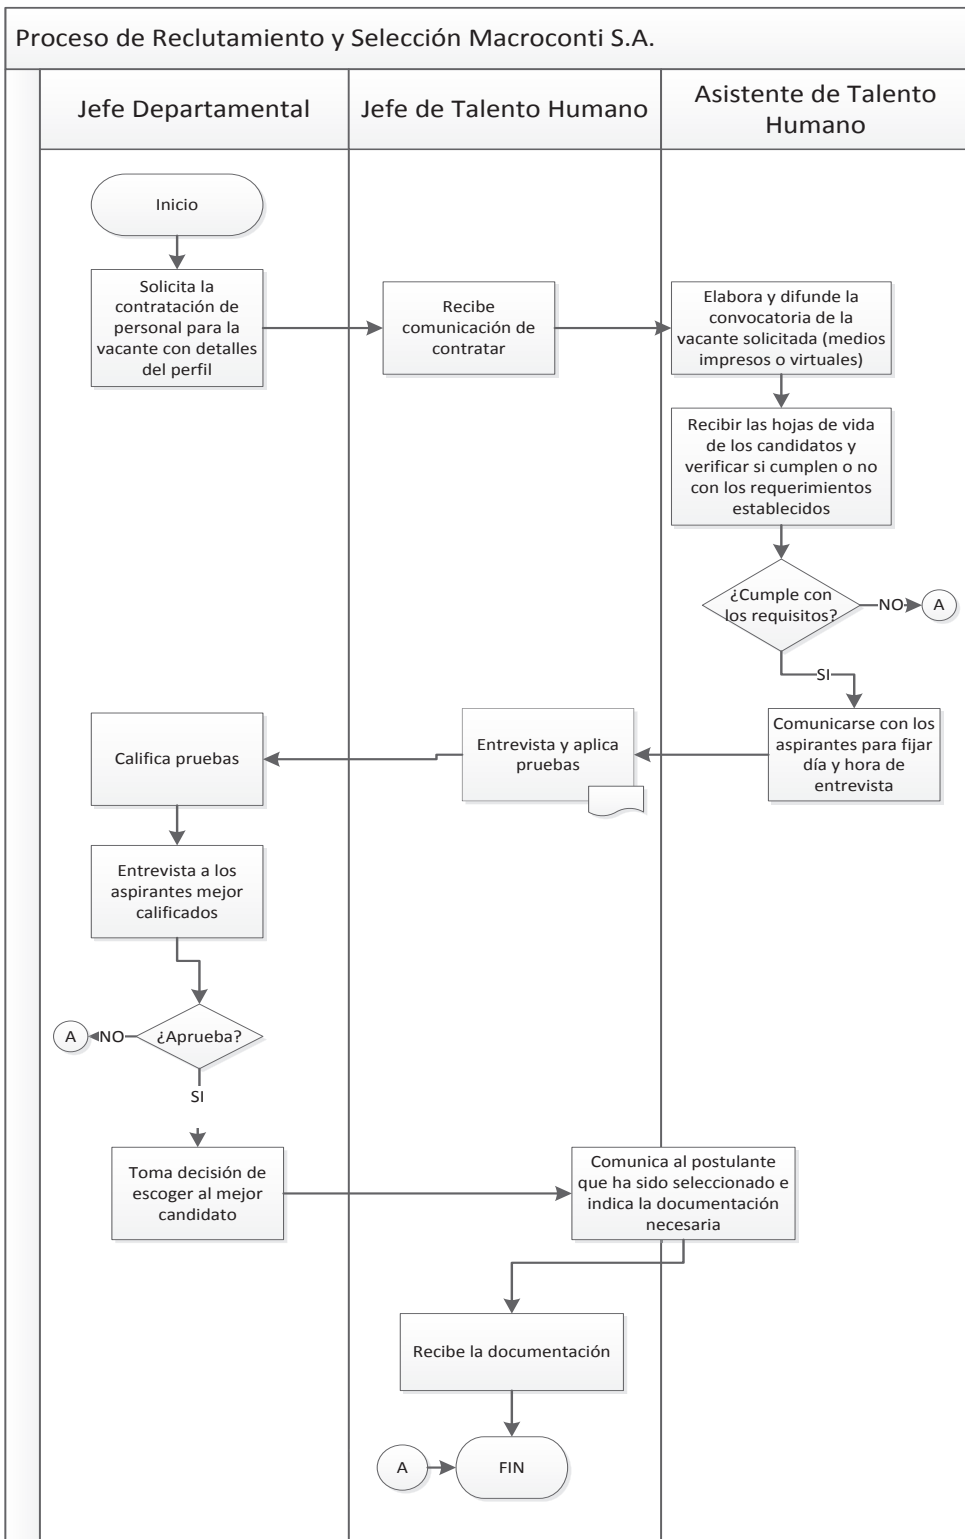 Proceso de Reclutamiento y Selección Macroconti S.A.
Jefe Departamental
Jefe de Talento Humano
Asistente de Talento
Humano
Inicio
Solicita la
contratación de
personal para la
vacante con detalles
del perfil
Recibe
comunicación de
contratar
Elabora y difunde la
convocatoria de la
vacante solicitada (medios
impresos o virtuales)
Recibir las hojas de vida
de los candidatos y
verificar si cumplen o no
con los requerimientos
establecidos
¿Cumple con
los requisitos?
NO
A
SI
Comunicarse con los
aspirantes para fijar
día y hora de
entrevista
Entrevista y aplica
pruebas
Califica pruebas
Entrevista a los
aspirantes mejor
calificados
¿Aprueba?
NO
A
SI
Toma decisión de
escoger al mejor
candidato
Comunica al postulante
que ha sido seleccionado e
indica la documentación
necesaria
Recibe la documentación
A
FIN